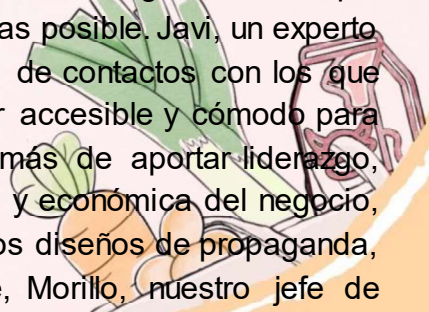 as posible. Javi, un experto
de contactos con los que
accesible y cómodo para
más de aportar liderazgo,
y económica del negocio,
os diseños de propaganda,
Morillo, nuestro jefe de